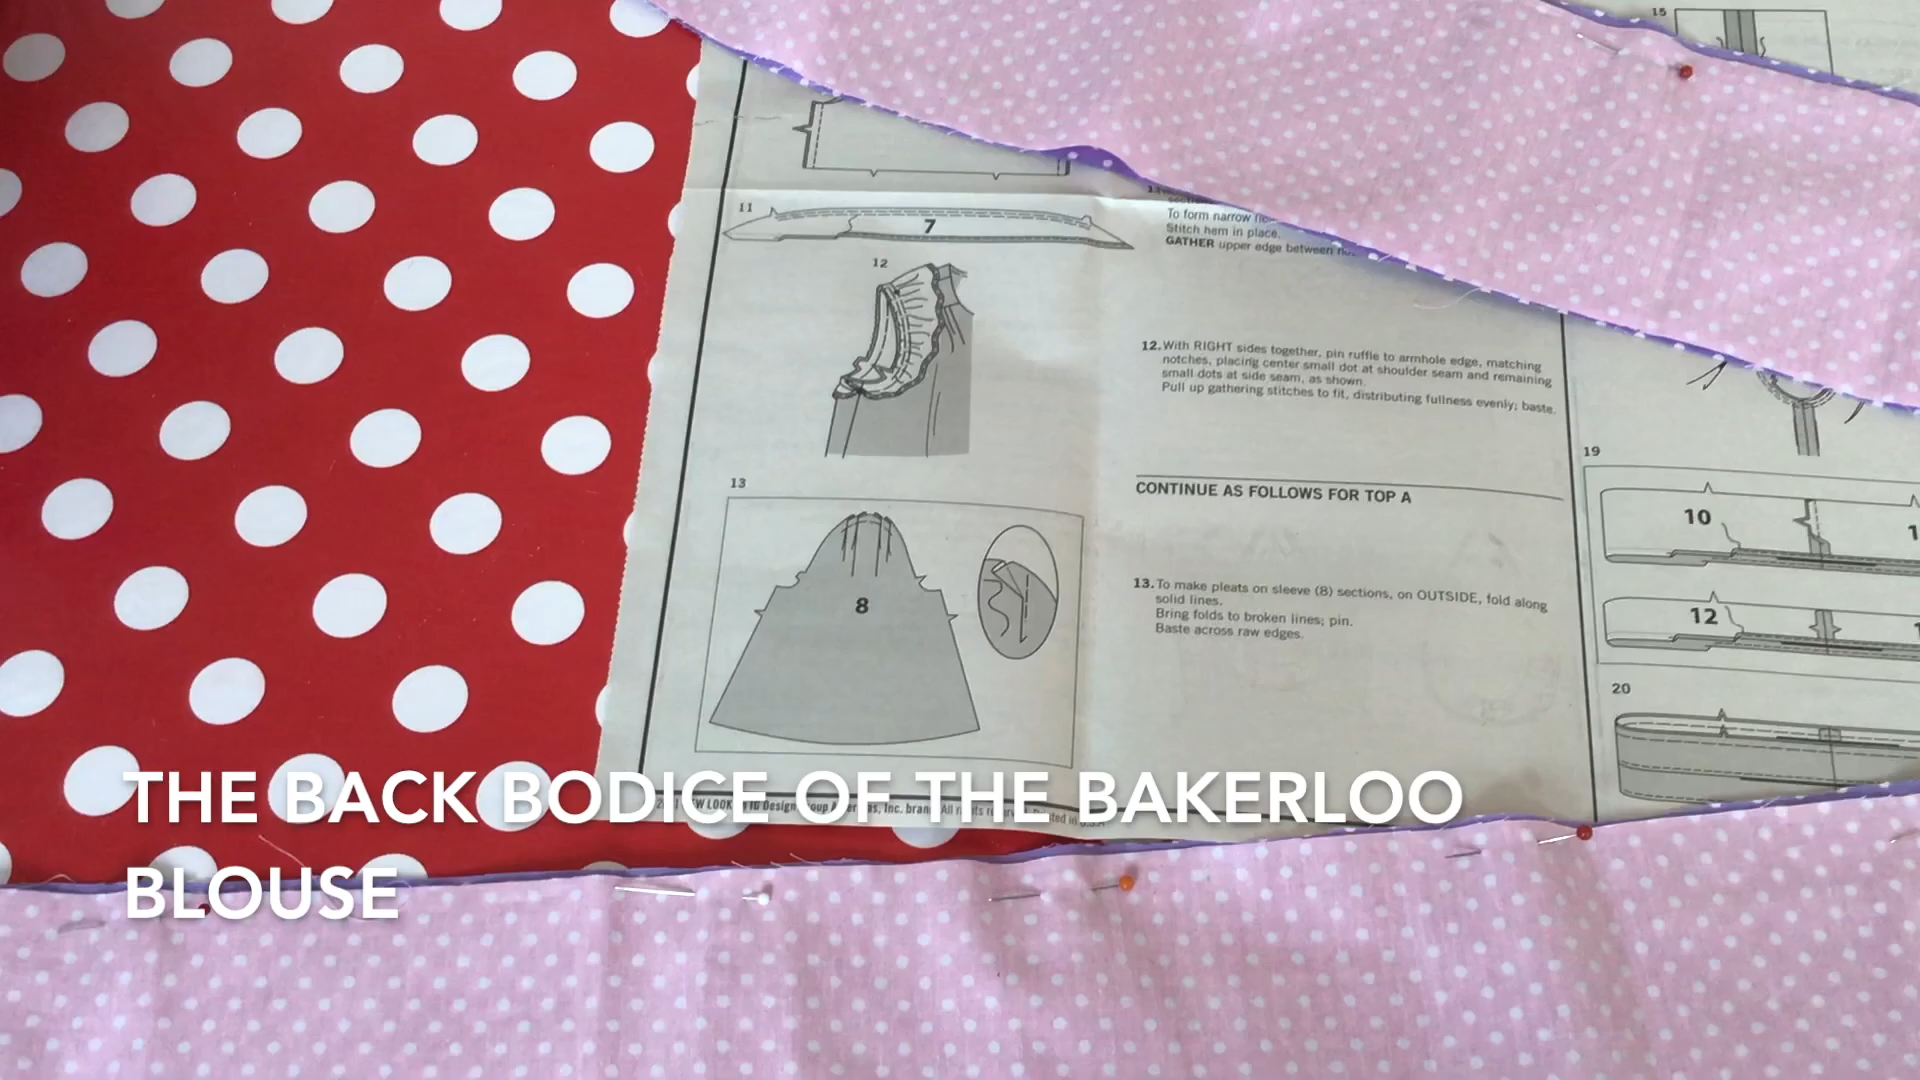 15
11
7
To form narrow
Stitch hem in place.
GATHER upper edge between
12
12. With RIGHT sides together, pin ruffle to armhole edge, matching
notches, placing center small dot at shoulder seam and remaining
small dots at side seam, as shown.
Pull up gathering stitches to fit, distributing fullness evenly; baste.
13
8
CONTINUE AS FOLLOWS FOR TOP A
13. To make pleats on sleeve (8) sections, on OUTSIDE, fold along
solid lines.
Bring folds to broken lines; pin.
Baste across raw edges.
19
10
12
20
LOOK Design Inc. All
THE BACK BODICE OF THE BAKERLOO
BLOUSE